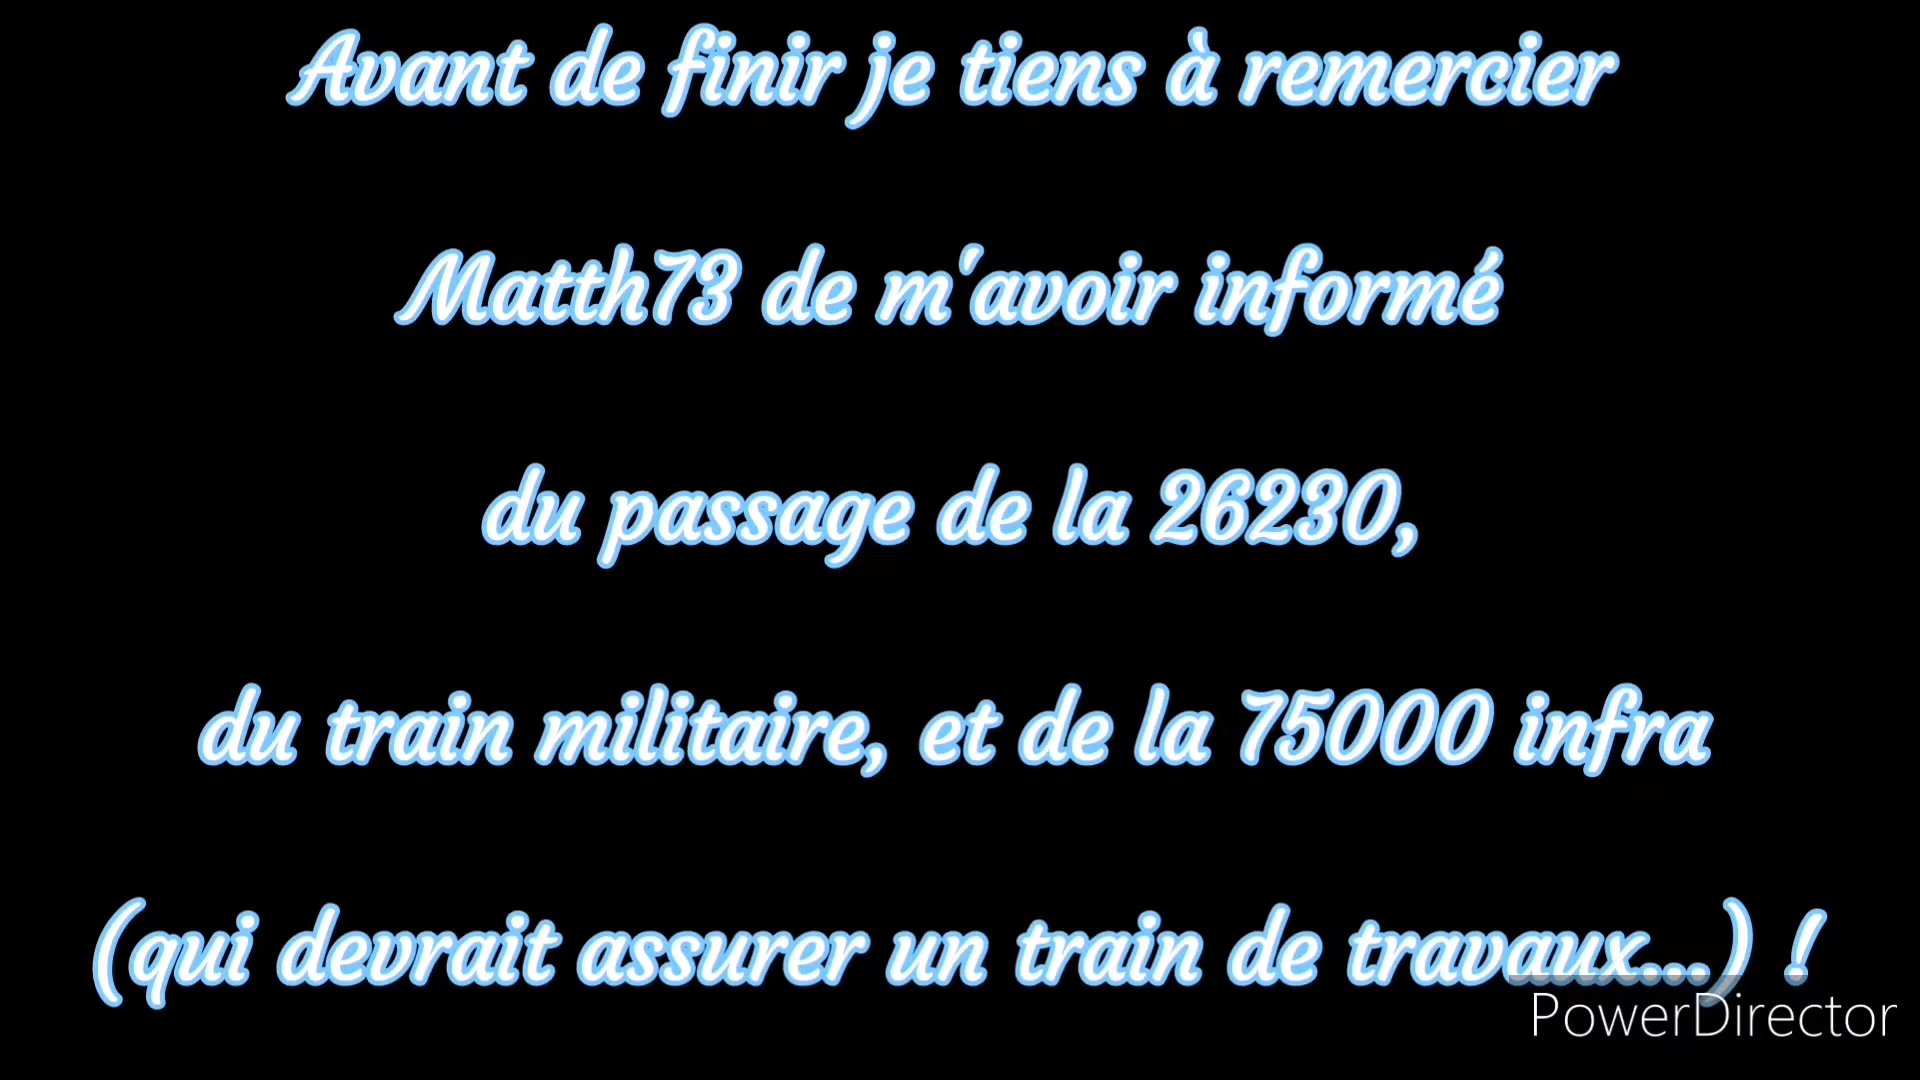 Avant de finir je tiens à remercier
Matth73 de m'avoir informé
du passage de la 26230,
du train militaire, et de la 75000 infra
(qui devrait assurer un train de travaux...) !
PowerDirector